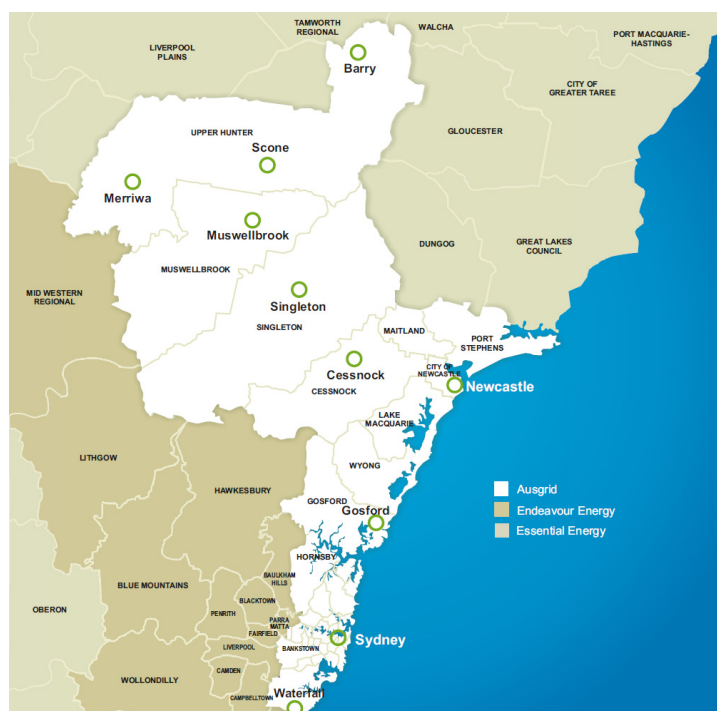 TAMWORTH
REGIONAL
WALCHA
PORT MACQUARIE-
HASTINGS
LIVERPOOL
PLAINS
Barry
CITY OF
GREATER TAREE
UPPER HUNTER
GLOUCESTER
Scone
Merriwa
Muswellbrook
DUNGOG
GREAT LAKES
COUNCIL
MUSWELLBROOK
MID WESTERN
REGIONAL
Singleton
SINGLETON
MAITLAND
PORT
STEPHENS
Cessnock
CITY OF
NEWCASTLE
CESSNOCK
Newcastle
LAKE
MACQUARIE
LITHGOW
WYONG
HAWKESBURY
Ausgrid
GOSFORD
Gosford
Endeavour Energy
Essential Energy
HORNSBY
BAULKHAM
HILLS
BLUE MOUNTAINS
BLACKTOWN
OBERON
PENRITH
PARRA
MATTA
FAIRFIELD
Sydney
LIVERPOOL
BANKSTOWN
CAMDEN
WOLLONDILLY
CAMPBELLTOWN
Waterfall